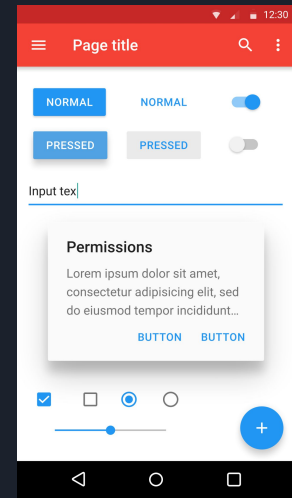 12:30
Page title
NORMAL NORMAL
PRESSED PRESSED
Input tex
Permissions
Lorem ipsum dolor sit amet,
consectetur adipisicing elit, sed
do eiusmod tempor incididunt...
BUTTON BUTTON